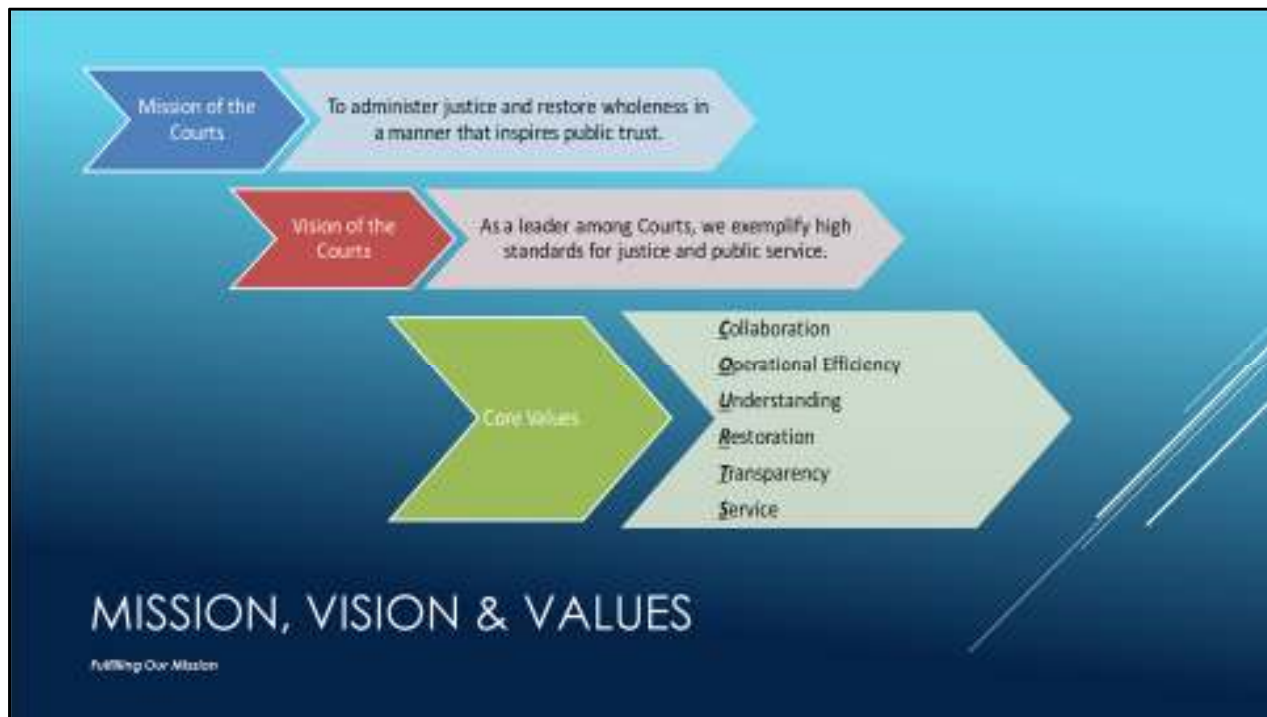 Mission of the
Courts
To administer justice and restore wholeness in
a manner that inspires public trust.
Vision of the
Courts
As a leader among Courts, we exemplify high
standards for justice and public service.
Core Values
Collaboration
Operational Efficiency
Understanding
Restoration
Transparency
Service
MISSION, VISION & VALUES
Fulfilling Our Mission